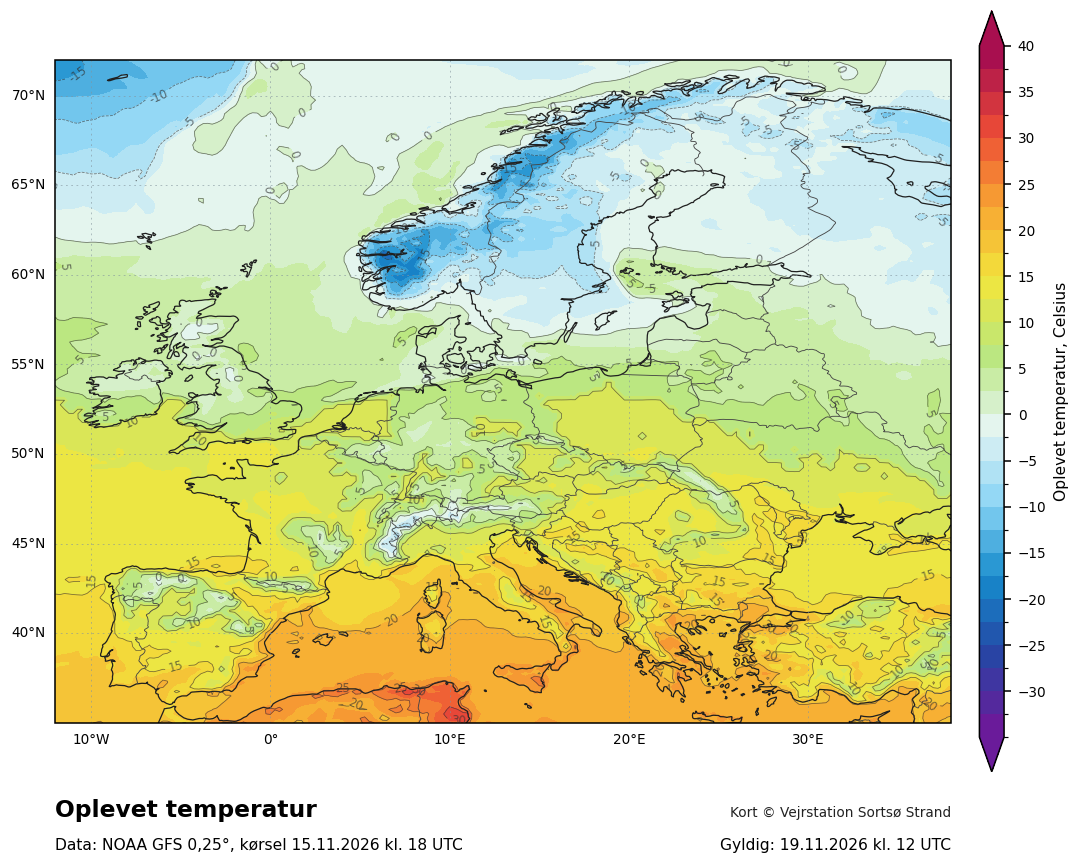 70°N
65°N
60°N
55°N
50°N
45°N
40°N
10°W
0°
10°E
20°E
30°E
40
35
30
25
20
15
10
5
0
−5
−10
−15
−20
−25
−30
Oplevet temperatur, Celsius
Oplevet temperatur
Kort © Vejrstation Sortsø Strand
Data: NOAA GFS 0,25°, kørsel 15.11.2026 kl. 18 UTC
Gyldig: 19.11.2026 kl. 12 UTC